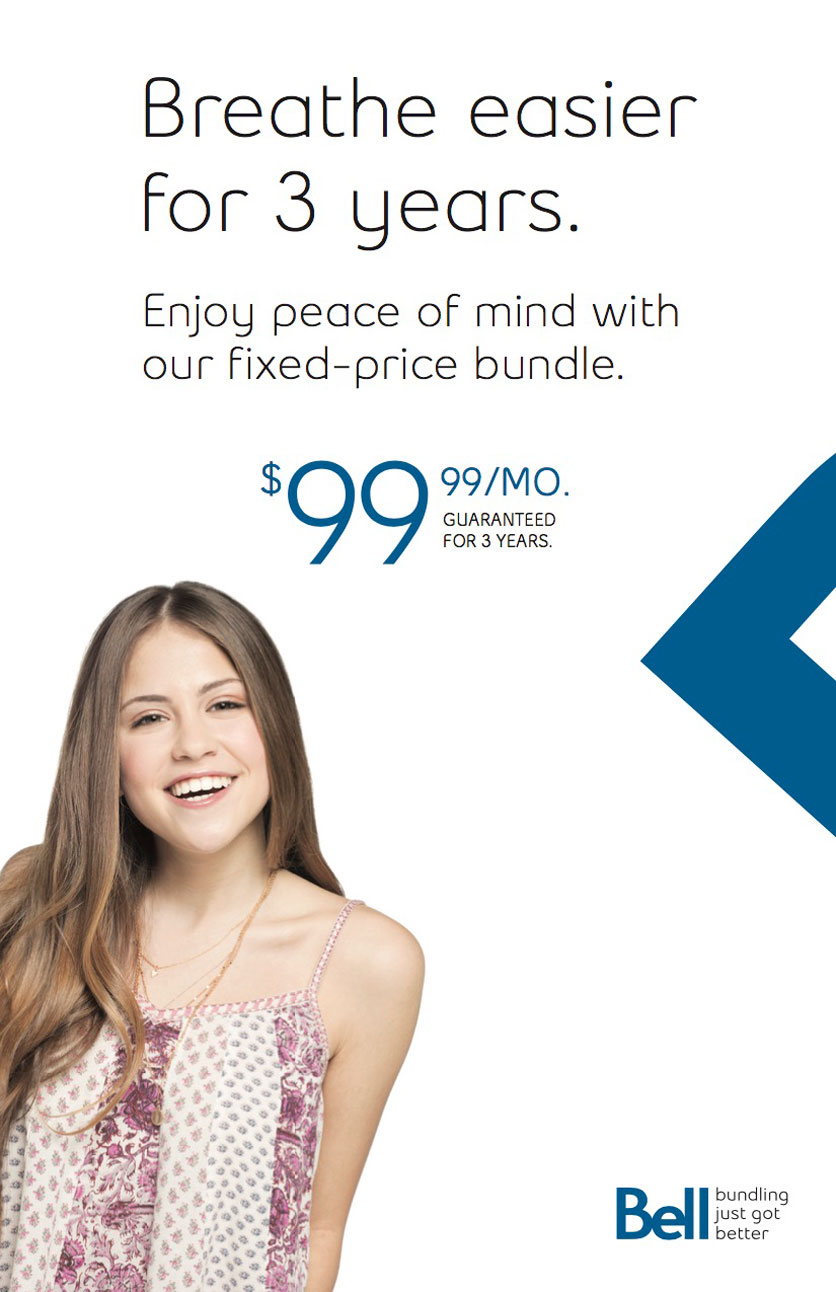 Breathe easier
for 3 years.
Enjoy peace of mind with
our fixed-price bundle.
$99 99/MO.
GUARANTEED
FOR 3 YEARS.
Bell
bundling
just got
better